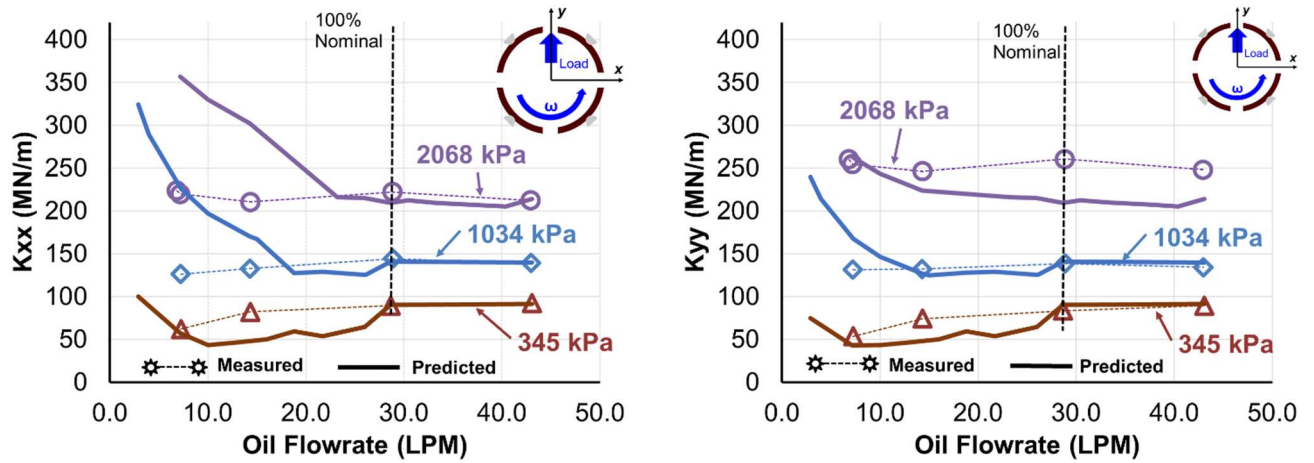 400
350
300
250
200
150
100
50
0
Kxx (MN/m)
100%
Nominal
y
x
Load
ω
2068 kPa
1034 kPa
345 kPa
Measured
Predicted
0.0 10.0 20.0 30.0 40.0 50.0
Oil Flowrate (LPM)
400
350
300
250
200
150
100
50
0
Kyy (MN/m)
100%
Nominal
y
x
Load
ω
2068 kPa
1034 kPa
345 kPa
Measured
Predicted
0.0 10.0 20.0 30.0 40.0 50.0
Oil Flowrate (LPM)